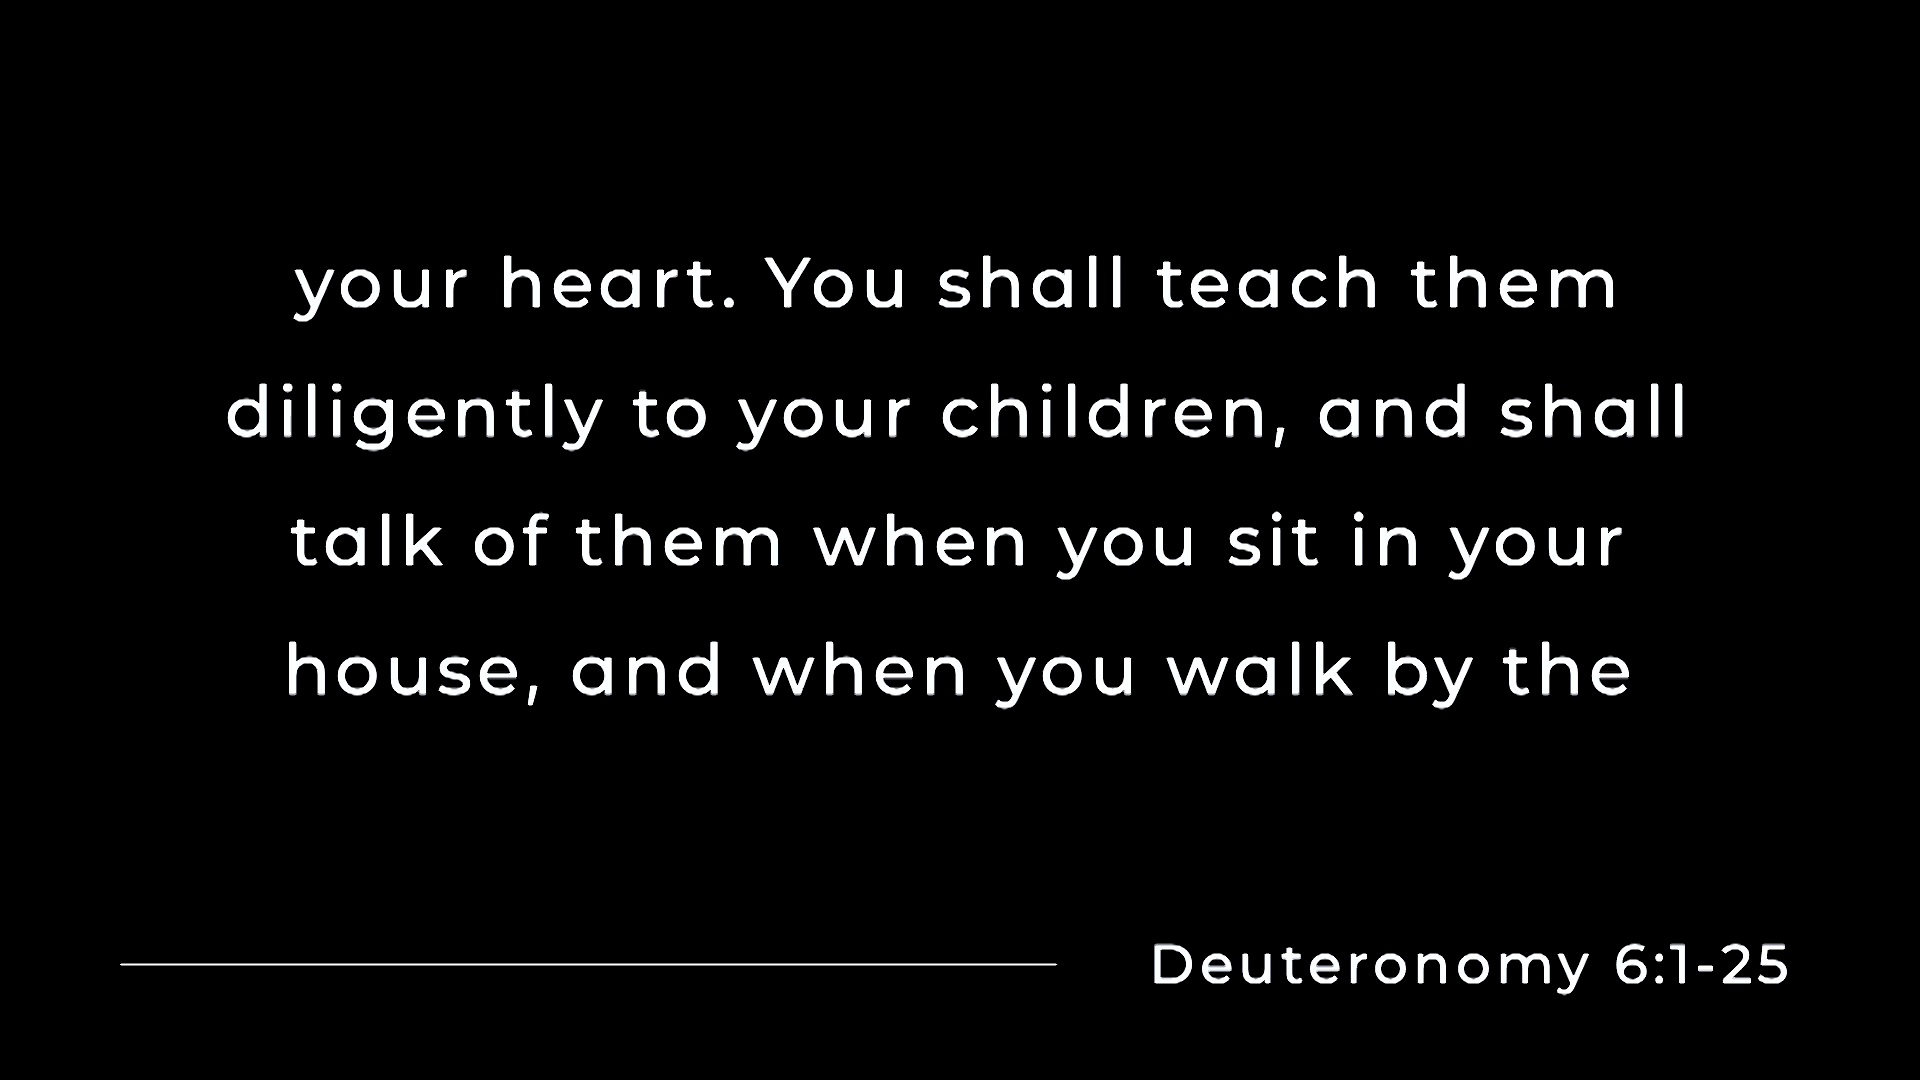 your heart. You shall teach them
diligently to your children, and shall
talk of them when you sit in your
house, and when you walk by the
Deuteronomy 6:1-25